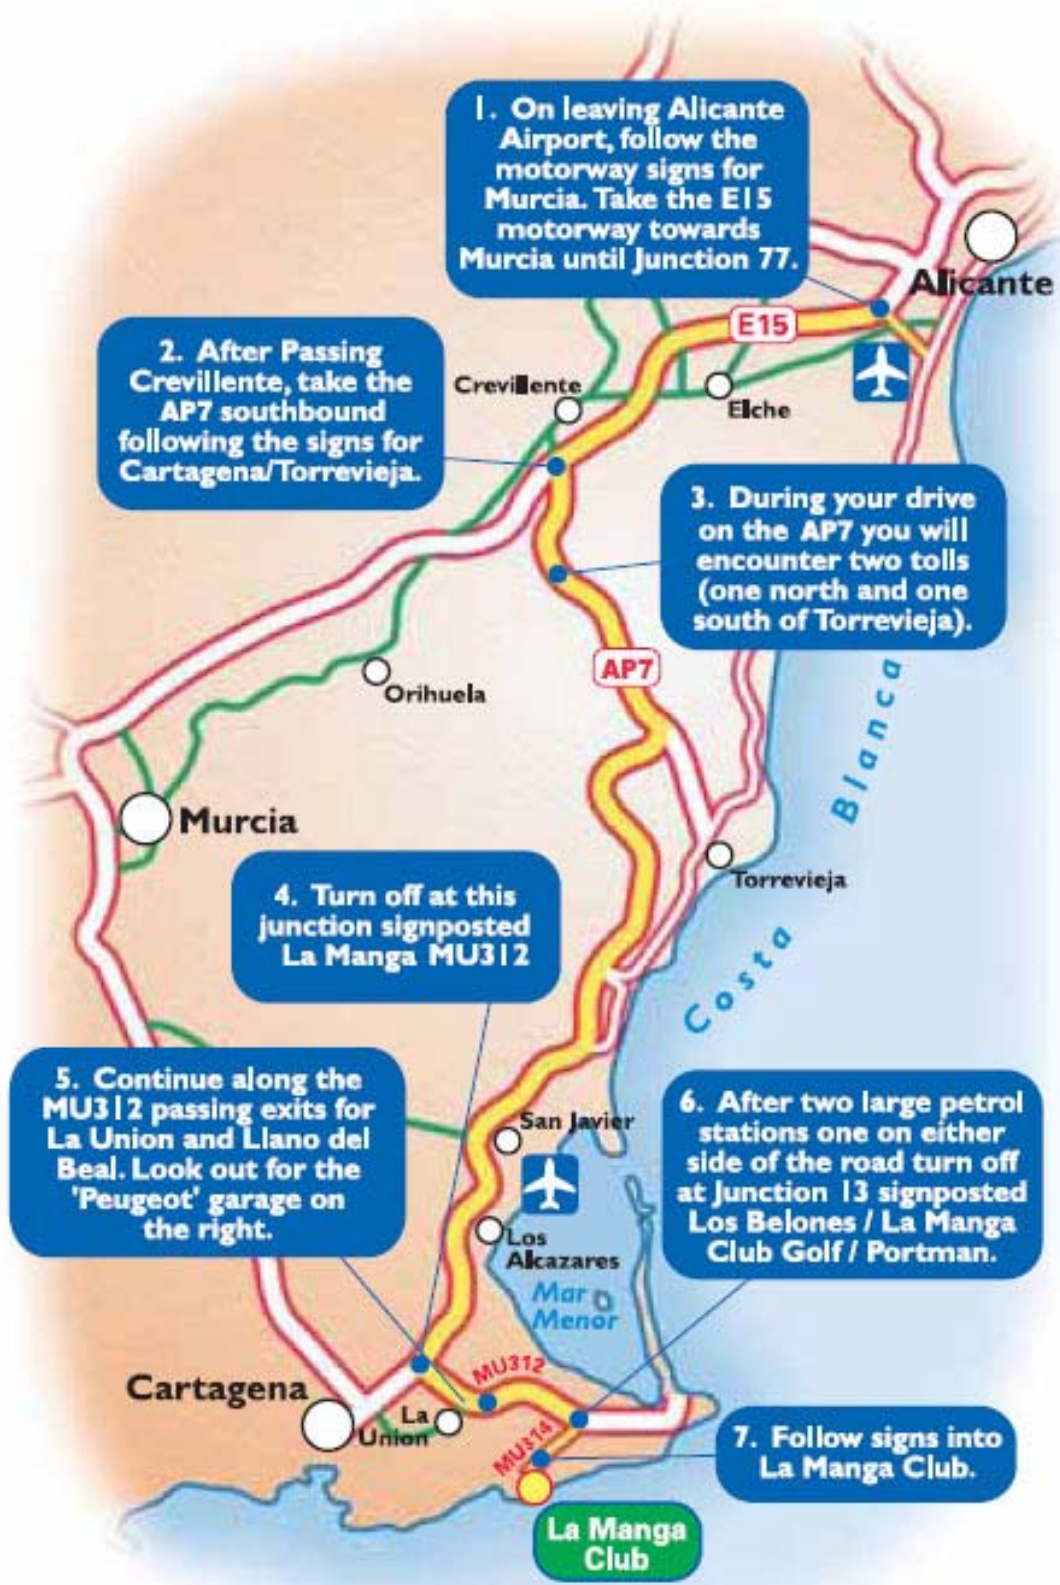 1. On leaving Alicante
Airport, follow the
motorway signs for
Murcia. Take the E15
motorway towards
Murcia until Junction 77.
Alicante
E15
2. After Passing
Crevillente, take the
AP7 southbound
following the signs for
Cartagena/Torrevieja.
Crevillente
Elche
3. During your drive
on the AP7 you will
encounter two tolls
(one north and one
south of Torrevieja).
AP7
Orihuela
Costa Blanca
Murcia
Torrevieja
4. Turn off at this
junction signposted
La Manga MU312
5. Continue along the
MU312 passing exits for
La Union and Llano del
Beal. Look out for the
'Peugeot' garage on
the right.
San Javier
6. After two large petrol
stations one on either
side of the road turn off
at Junction 13 signposted
Los Belones / La Manga
Club Golf / Portman.
Los
Alcazares
Mar
Menor
MU312
Cartagena
La
Union
MU314
7. Follow signs into
La Manga Club.
La Manga
Club